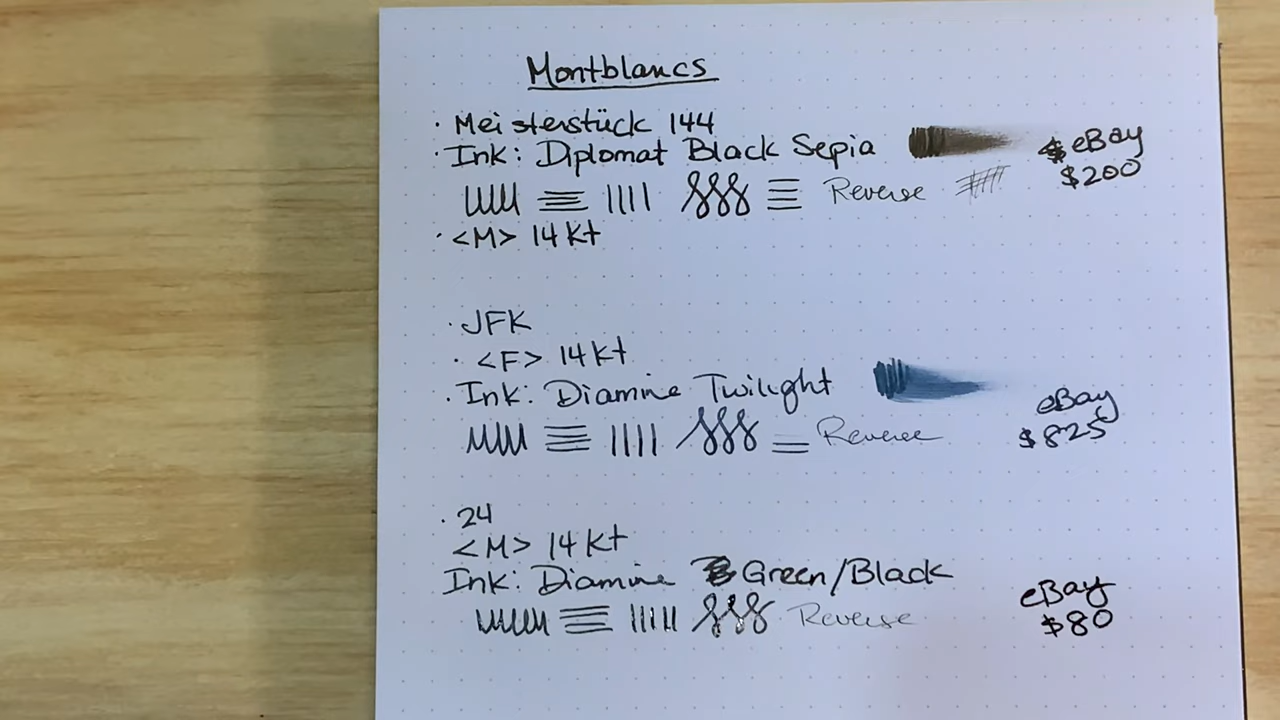 Montblancs
· Meisterstück 144
· Ink: Diplomat Black Sepia
eBay
$200
Reverse
· <M> 14 Kt
· JFK
· <F> 14 Kt
· Ink: Diamine Twilight
eBay
$825
Reverse
· 24
<M> 14 Kt
Ink: Diamine Green/Black
eBay
$80
Reverse